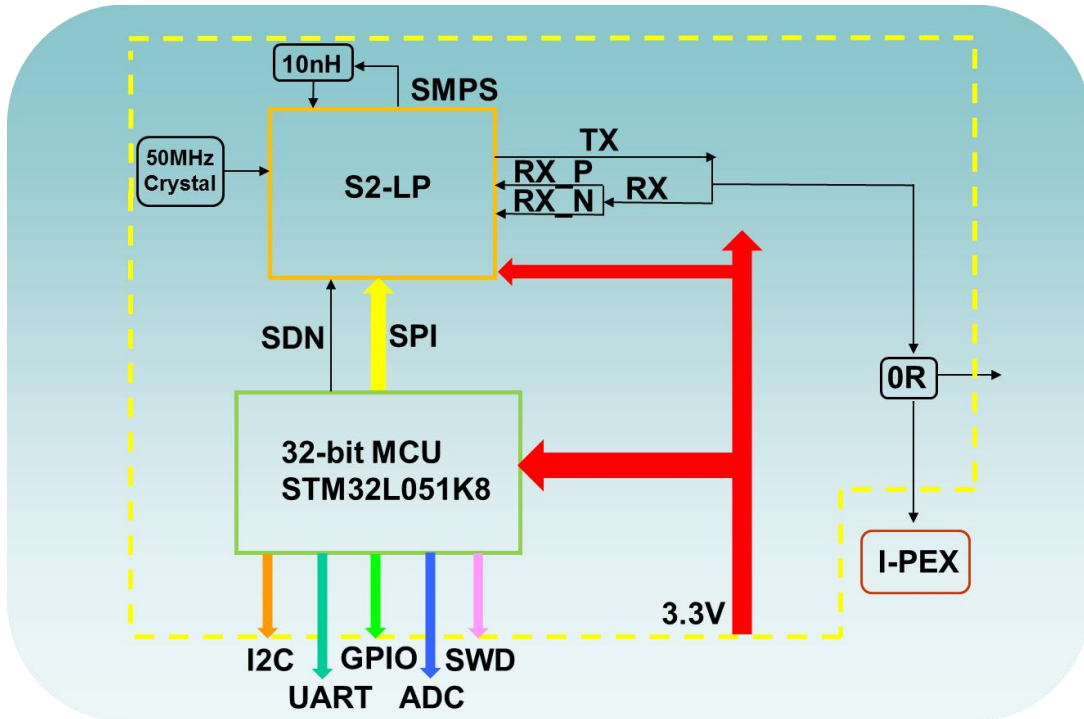 10nH
SMPS
50MHz
Crystal
S2-LP
TX
RX_P
RX_N
RX
SDN
SPI
0R
32-bit MCU
STM32L051K8
I-PEX
3.3V
I2C
GPIO
SWD
UART
ADC